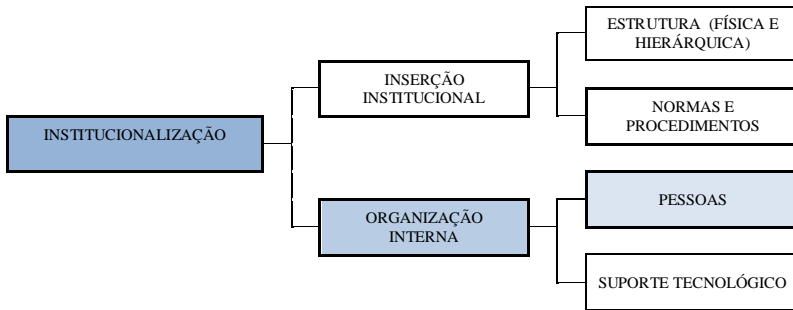 ESTRUTURA (FÍSICA E
HIERÁRQUICA)
INSERÇÃO
INSTITUCIONAL
NORMAS E
PROCEDIMENTOS
INSTITUCIONALIZAÇÃO
PESSOAS
ORGANIZAÇÃO
INTERNA
SUPORTE TECNOLÓGICO